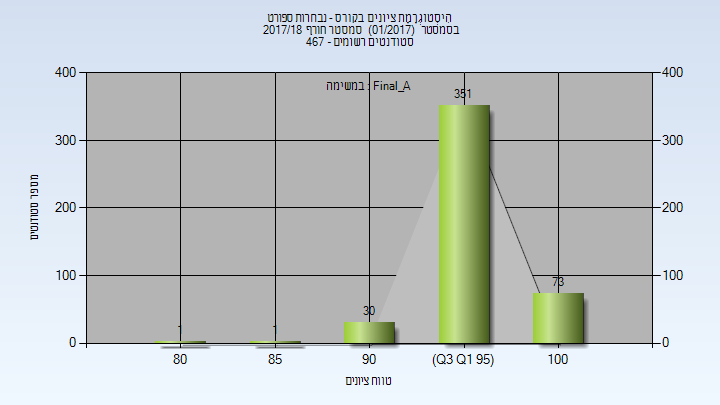 היסטוגרמת ציונים בקורס - נבחרות ספורט
בסמסטר (01/2017) סמסטר חורף 2017/18
סטודנטים רשומים - 467
במשימה : Final_A
400
300
200
100
0
400
300
200
100
0
מספר סטודנטים
1
1
30
351
73
80
85
90
(Q3 Q1 95)
100
טווח ציונים